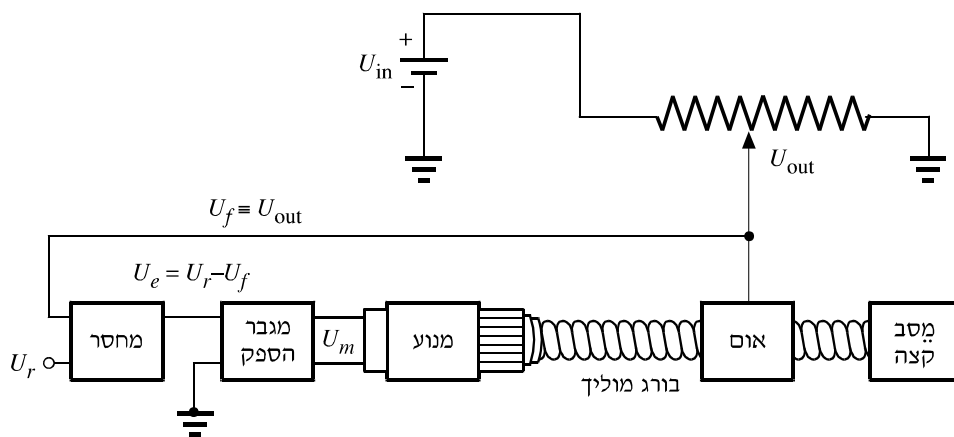 +
U_in
−
U_out
U_f ≡ U_out
U_e = U_r–U_f
U_r
מחסר
מגבר
הספק
U_m
מנוע
בורג מוליך
אום
מֵסב
קצה